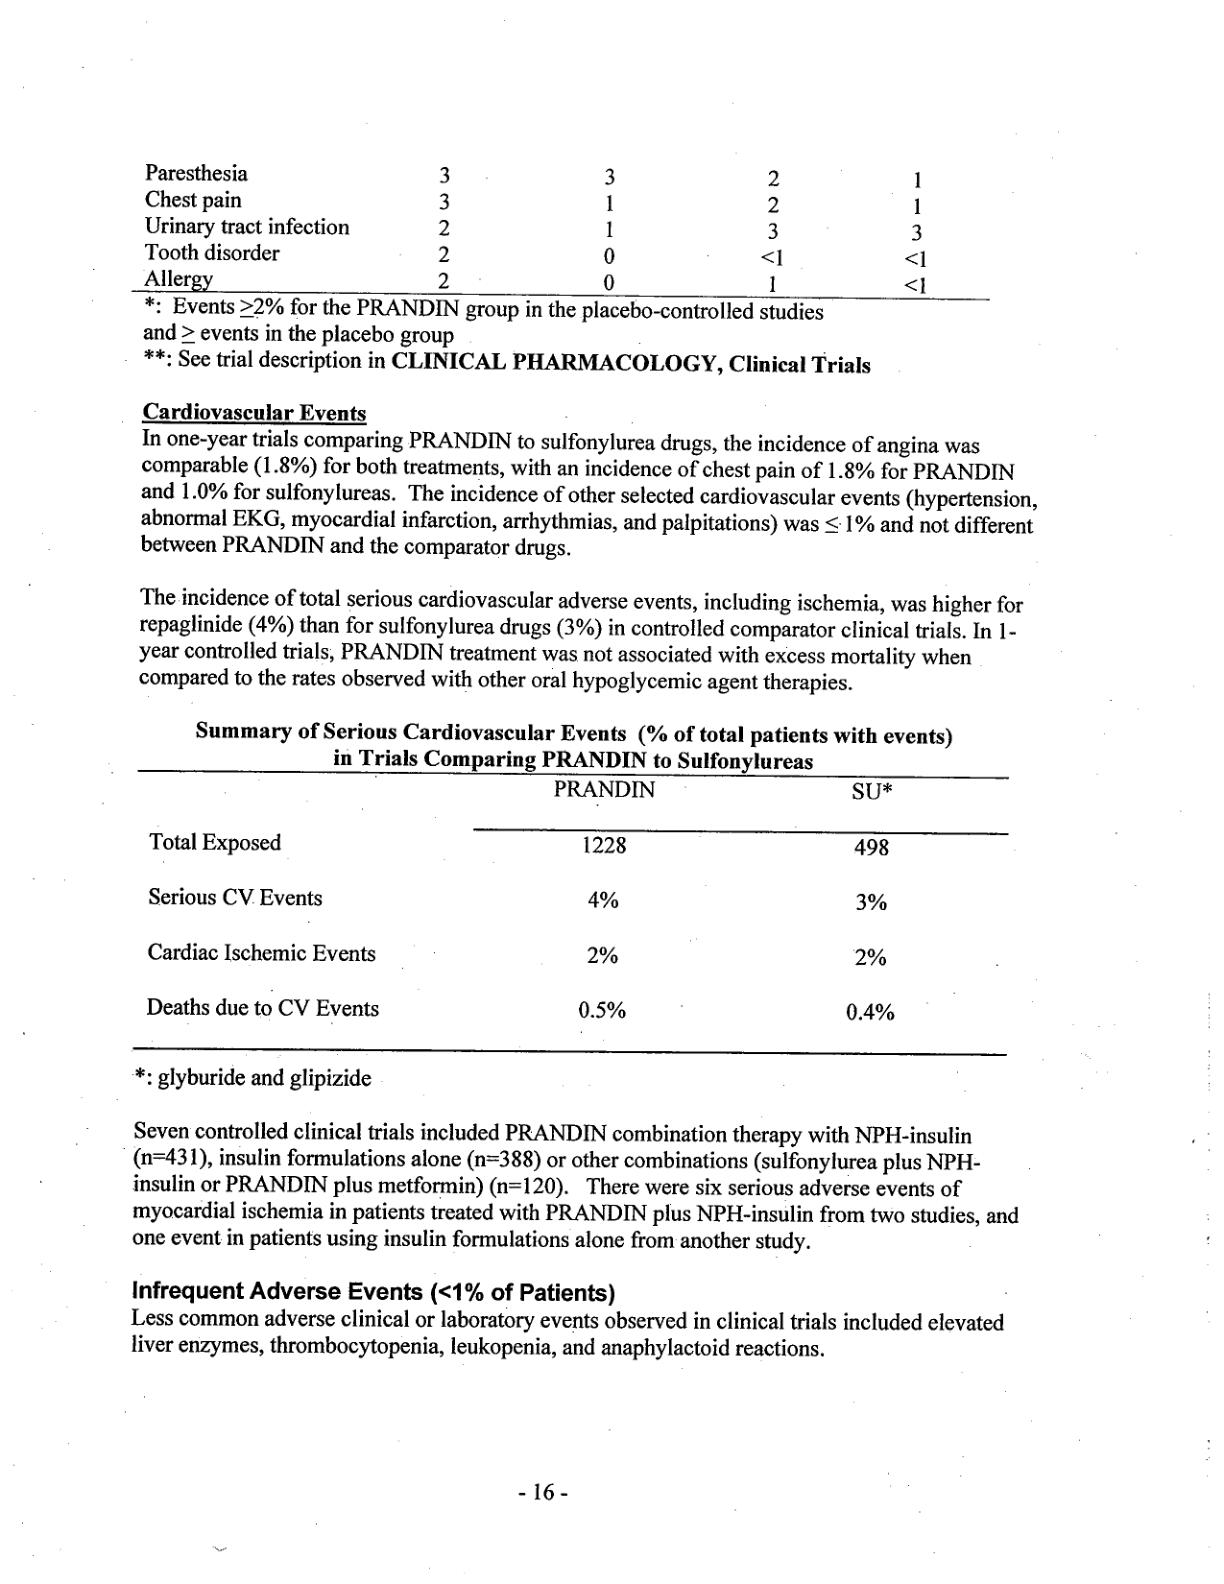 Paresthesia 3 3 2 1
Chest pain 3 1 2 1
Urinary tract infection 2 1 3 3
Tooth disorder 2 0 <1 <1
Allergy 2 0 1 <1
*: Events ≥2% for the PRANDIN group in the placebo-controlled studies
and ≥ events in the placebo group
**: See trial description in CLINICAL PHARMACOLOGY, Clinical Trials
Cardiovascular Events
In one-year trials comparing PRANDIN to sulfonylurea drugs, the incidence of angina was
comparable (1.8%) for both treatments, with an incidence of chest pain of 1.8% for PRANDIN
and 1.0% for sulfonylureas. The incidence of other selected cardiovascular events (hypertension,
abnormal EKG, myocardial infarction, arrhythmias, and palpitations) was ≤ 1% and not different
between PRANDIN and the comparator drugs.
The incidence of total serious cardiovascular adverse events, including ischemia, was higher for
repaglinide (4%) than for sulfonylurea drugs (3%) in controlled comparator clinical trials. In 1-
year controlled trials, PRANDIN treatment was not associated with excess mortality when
compared to the rates observed with other oral hypoglycemic agent therapies.
Summary of Serious Cardiovascular Events (% of total patients with events)
in Trials Comparing PRANDIN to Sulfonylureas
PRANDIN SU*
Total Exposed 1228 498
Serious CV Events 4% 3%
Cardiac Ischemic Events 2% 2%
Deaths due to CV Events 0.5% 0.4%
*: glyburide and glipizide
Seven controlled clinical trials included PRANDIN combination therapy with NPH-insulin
(n=431), insulin formulations alone (n=388) or other combinations (sulfonylurea plus NPH-
insulin or PRANDIN plus metformin) (n=120). There were six serious adverse events of
myocardial ischemia in patients treated with PRANDIN plus NPH-insulin from two studies, and
one event in patients using insulin formulations alone from another study.
Infrequent Adverse Events (<1% of Patients)
Less common adverse clinical or laboratory events observed in clinical trials included elevated
liver enzymes, thrombocytopenia, leukopenia, and anaphylactoid reactions.
- 16 -